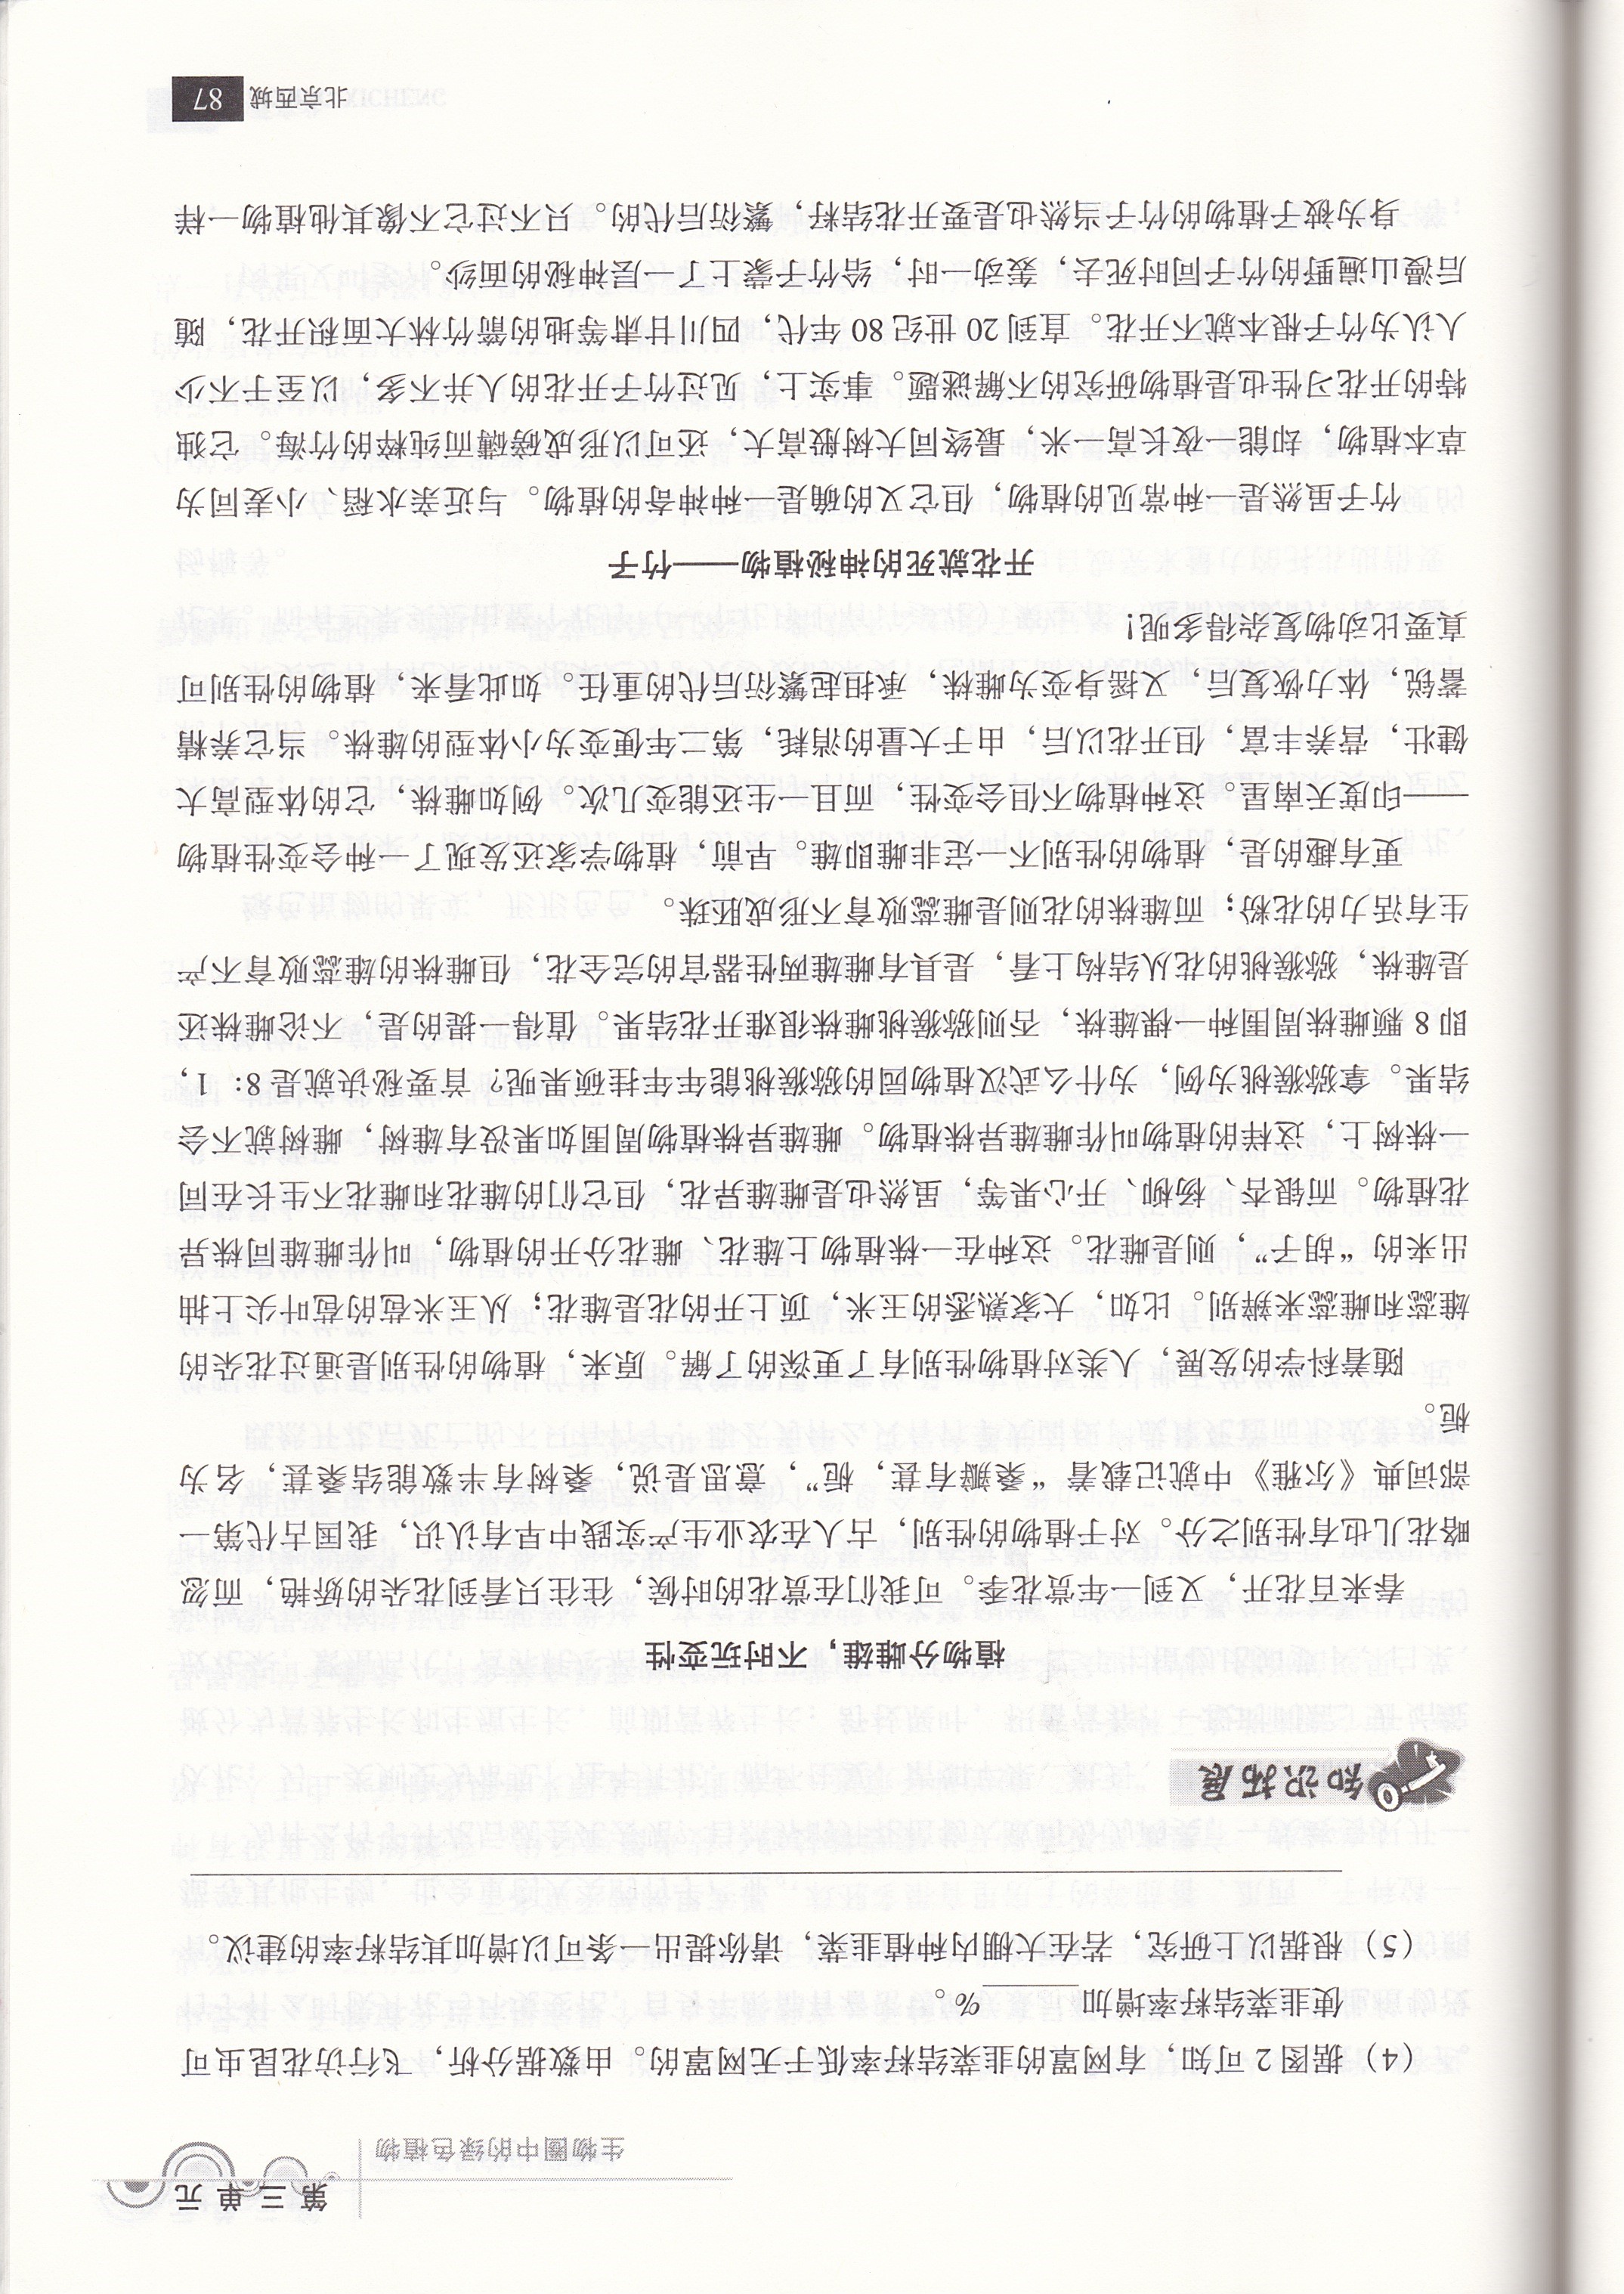 第三单元
生物圈中的绿色植物
（4）据图2可知，有网罩的韭菜结籽率低于无网罩的。由数据分析，飞行访花昆虫可
使韭菜结籽率增加______%。
（5）根据以上研究，若在大棚内种植韭菜，请你提出一条可以增加其结籽率的建议。
知识拓展
植物分雌雄，不时玩变性
春来百花开，又到一年赏花季。可我们在赏花的时候，往往只看到花朵的娇艳，而忽
略花儿也有性别之分。对于植物的性别，古人在农业生产实践中早有认识，我国古代第一
部词典《尔雅》中就记载着“桑瓣有葚，栀”，意思是说，桑树有半数能结桑葚，名为
栀。
随着科学的发展，人类对植物性别有了更深的了解。原来，植物的性别是通过花朵的
雄蕊和雌蕊来辨别。比如，大家熟悉的玉米，顶上开的花是雄花；从玉米苞的苞叶尖上抽
出来的“胡子”，则是雌花。这种在一株植物上雄花、雌花分开的植物，叫作雌雄同株异
花植物。而银杏、杨柳、开心果等，虽然也是雌雄异花，但它们的雄花和雌花不生长在同
一株树上，这样的植物叫作雌雄异株植物。雌雄异株植物周围如果没有雄树，雌树就不会
结果。拿猕猴桃为例，为什么武汉植物园的猕猴桃能年年挂硕果呢？首要秘诀就是8：1，
即8颗雌株周围种一棵雄株，否则猕猴桃雌株很难开花结果。值得一提的是，不论雌株还
是雄株，猕猴桃的花从结构上看，是具有雌雄两性器官的完全花，但雌株的雄蕊败育不产
生有活力的花粉；而雄株的花则是雌蕊败育不形成胚珠。
更有趣的是，植物的性别不一定非雌即雄。早前，植物学家还发现了一种会变性植物
——印度天南星。这种植物不但会变性，而且一生还能变几次。例如雌株，它的体型高大
健壮，营养丰富，但开花以后，由于大量的消耗，第二年便变为小体型的雄株。当它养精
蓄锐，体力恢复后，又摇身变为雌株，承担起繁衍后代的重任。如此看来，植物的性别可
真要比动物复杂得多呢！
开花就死的神秘植物——竹子
竹子虽然是一种常见的植物，但它又的确是一种神奇的植物。与近亲水稻、小麦同为
草本植物，却能一夜长高一米，最终同大树般高大，还可以形成磅礴而纯粹的竹海。它独
特的开花习性也是植物研究的不解谜题。事实上，见过竹子开花的人并不多，以至于不少
人认为竹子根本就不开花。直到20世纪80年代，四川甘肃等地的箭竹林大面积开花，随
后漫山遍野的竹子同时死去，轰动一时，给竹子蒙上了一层神秘的面纱。
身为被子植物的竹子当然也是要开花结籽，繁衍后代的。只不过它不像其他植物一样
北京西城 87